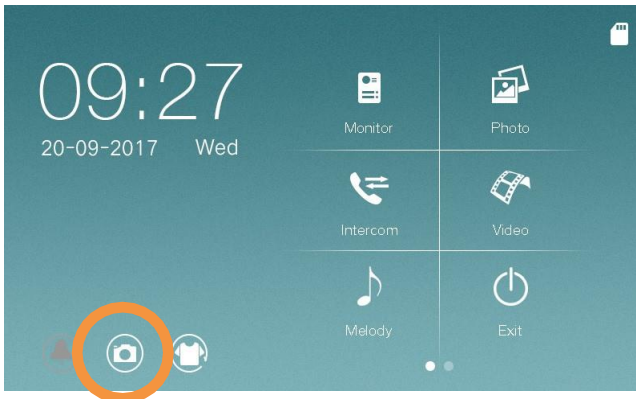 09:27
20-09-2017 Wed
Monitor Photo
Intercom Video
Melody Exit